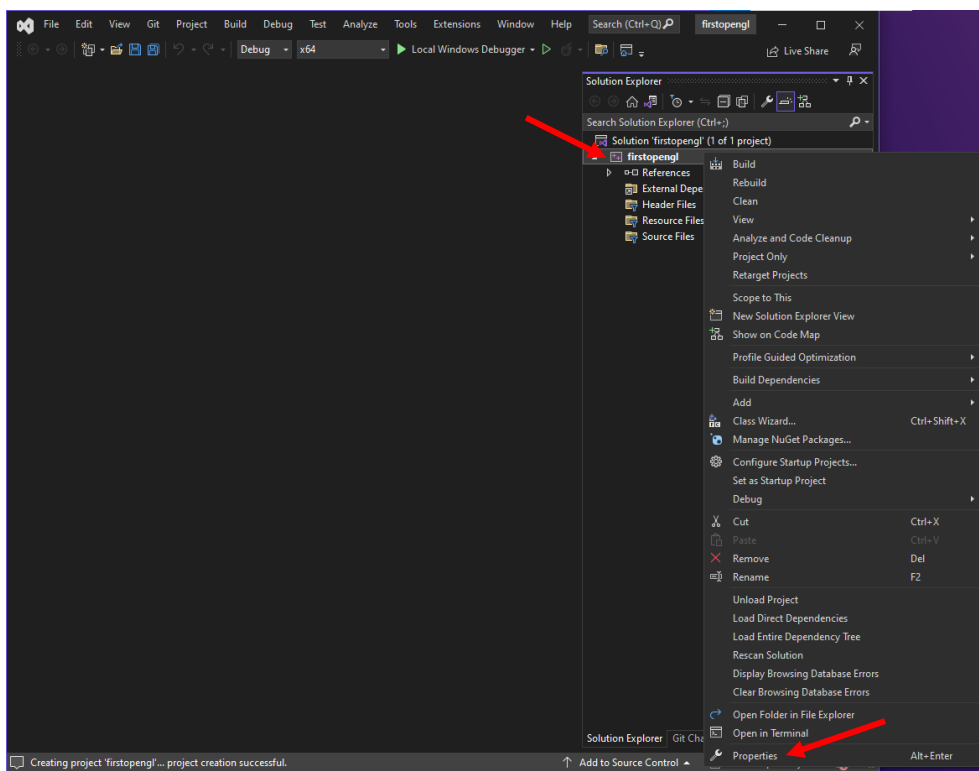 File Edit View Git Project Build Debug Test Analyze Tools Extensions Window Help Search (Ctrl+Q) firstopengl
Debug x64 Local Windows Debugger Live Share
Solution Explorer
Search Solution Explorer (Ctrl+;)
Solution 'firstopengl' (1 of 1 project)
firstopengl
References
External Depe
Header Files
Resource Files
Source Files
Build
Rebuild
Clean
View
Analyze and Code Cleanup
Project Only
Retarget Projects
Scope to This
New Solution Explorer View
Show on Code Map
Profile Guided Optimization
Build Dependencies
Add
Class Wizard... Ctrl+Shift+X
Manage NuGet Packages...
Configure Startup Projects...
Set as Startup Project
Debug
Cut Ctrl+X
Paste Ctrl+V
Remove Del
Rename F2
Unload Project
Load Direct Dependencies
Load Entire Dependency Tree
Rescan Solution
Display Browsing Database Errors
Clear Browsing Database Errors
Open Folder in File Explorer
Open in Terminal
Properties Alt+Enter
Solution Explorer Git Cha
Creating project 'firstopengl'... project creation successful. Add to Source Control